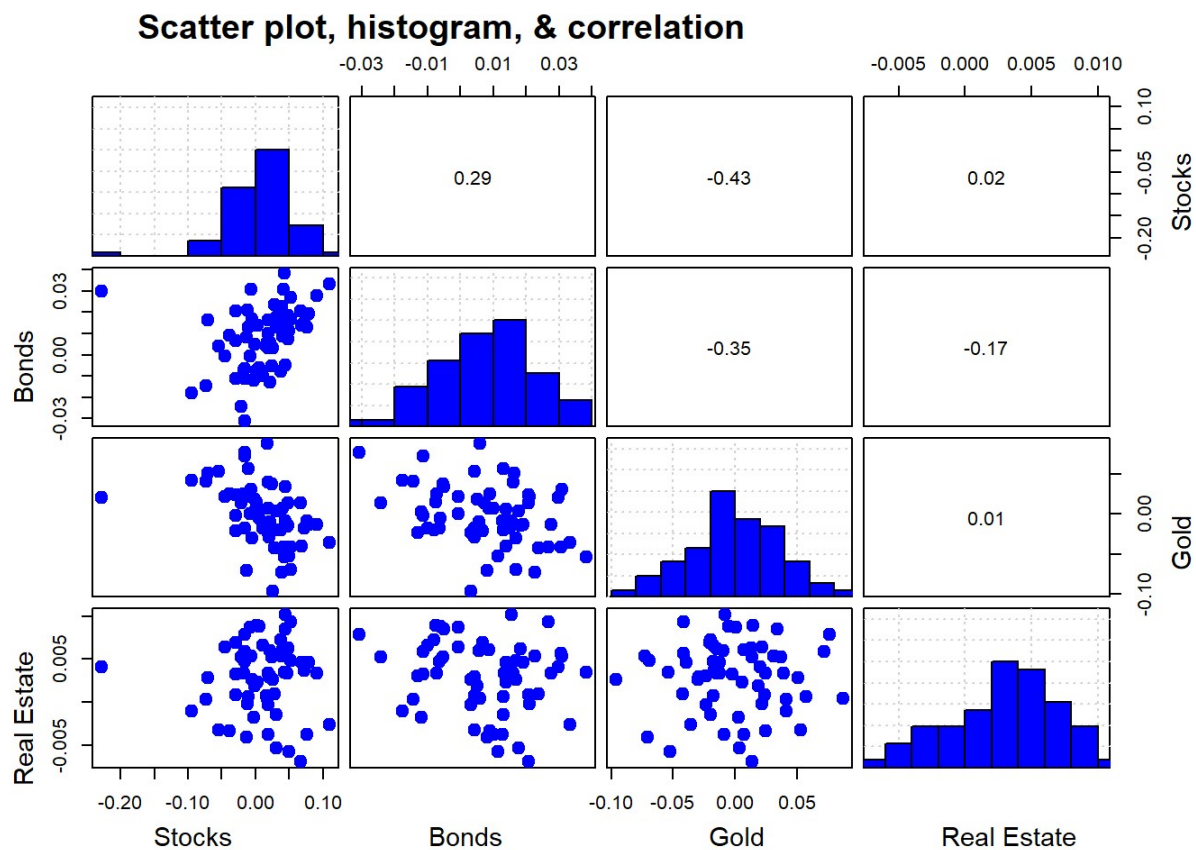 Scatter plot, histogram, & correlation
-0.03 -0.01 0.01 0.03 -0.005 0.000 0.005 0.010
0.29 -0.43 0.02
-0.20 -0.05 0.10
Stocks
Bonds
-0.03 0.00 0.03
-0.35 -0.17
0.01
-0.10 0.00
Gold
Real Estate
-0.005 0.005
-0.20 -0.10 0.00 0.10 -0.10 -0.05 0.00 0.05
Stocks Bonds Gold Real Estate